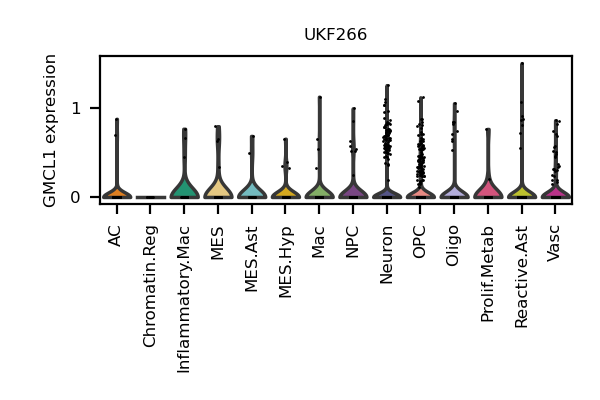 UKF266
GMCL1 expression
1
0
AC
Chromatin.Reg
Inflammatory.Mac
MES
MES.Ast
MES.Hyp
Mac
NPC
Neuron
OPC
Oligo
Prolif.Metab
Reactive.Ast
Vasc